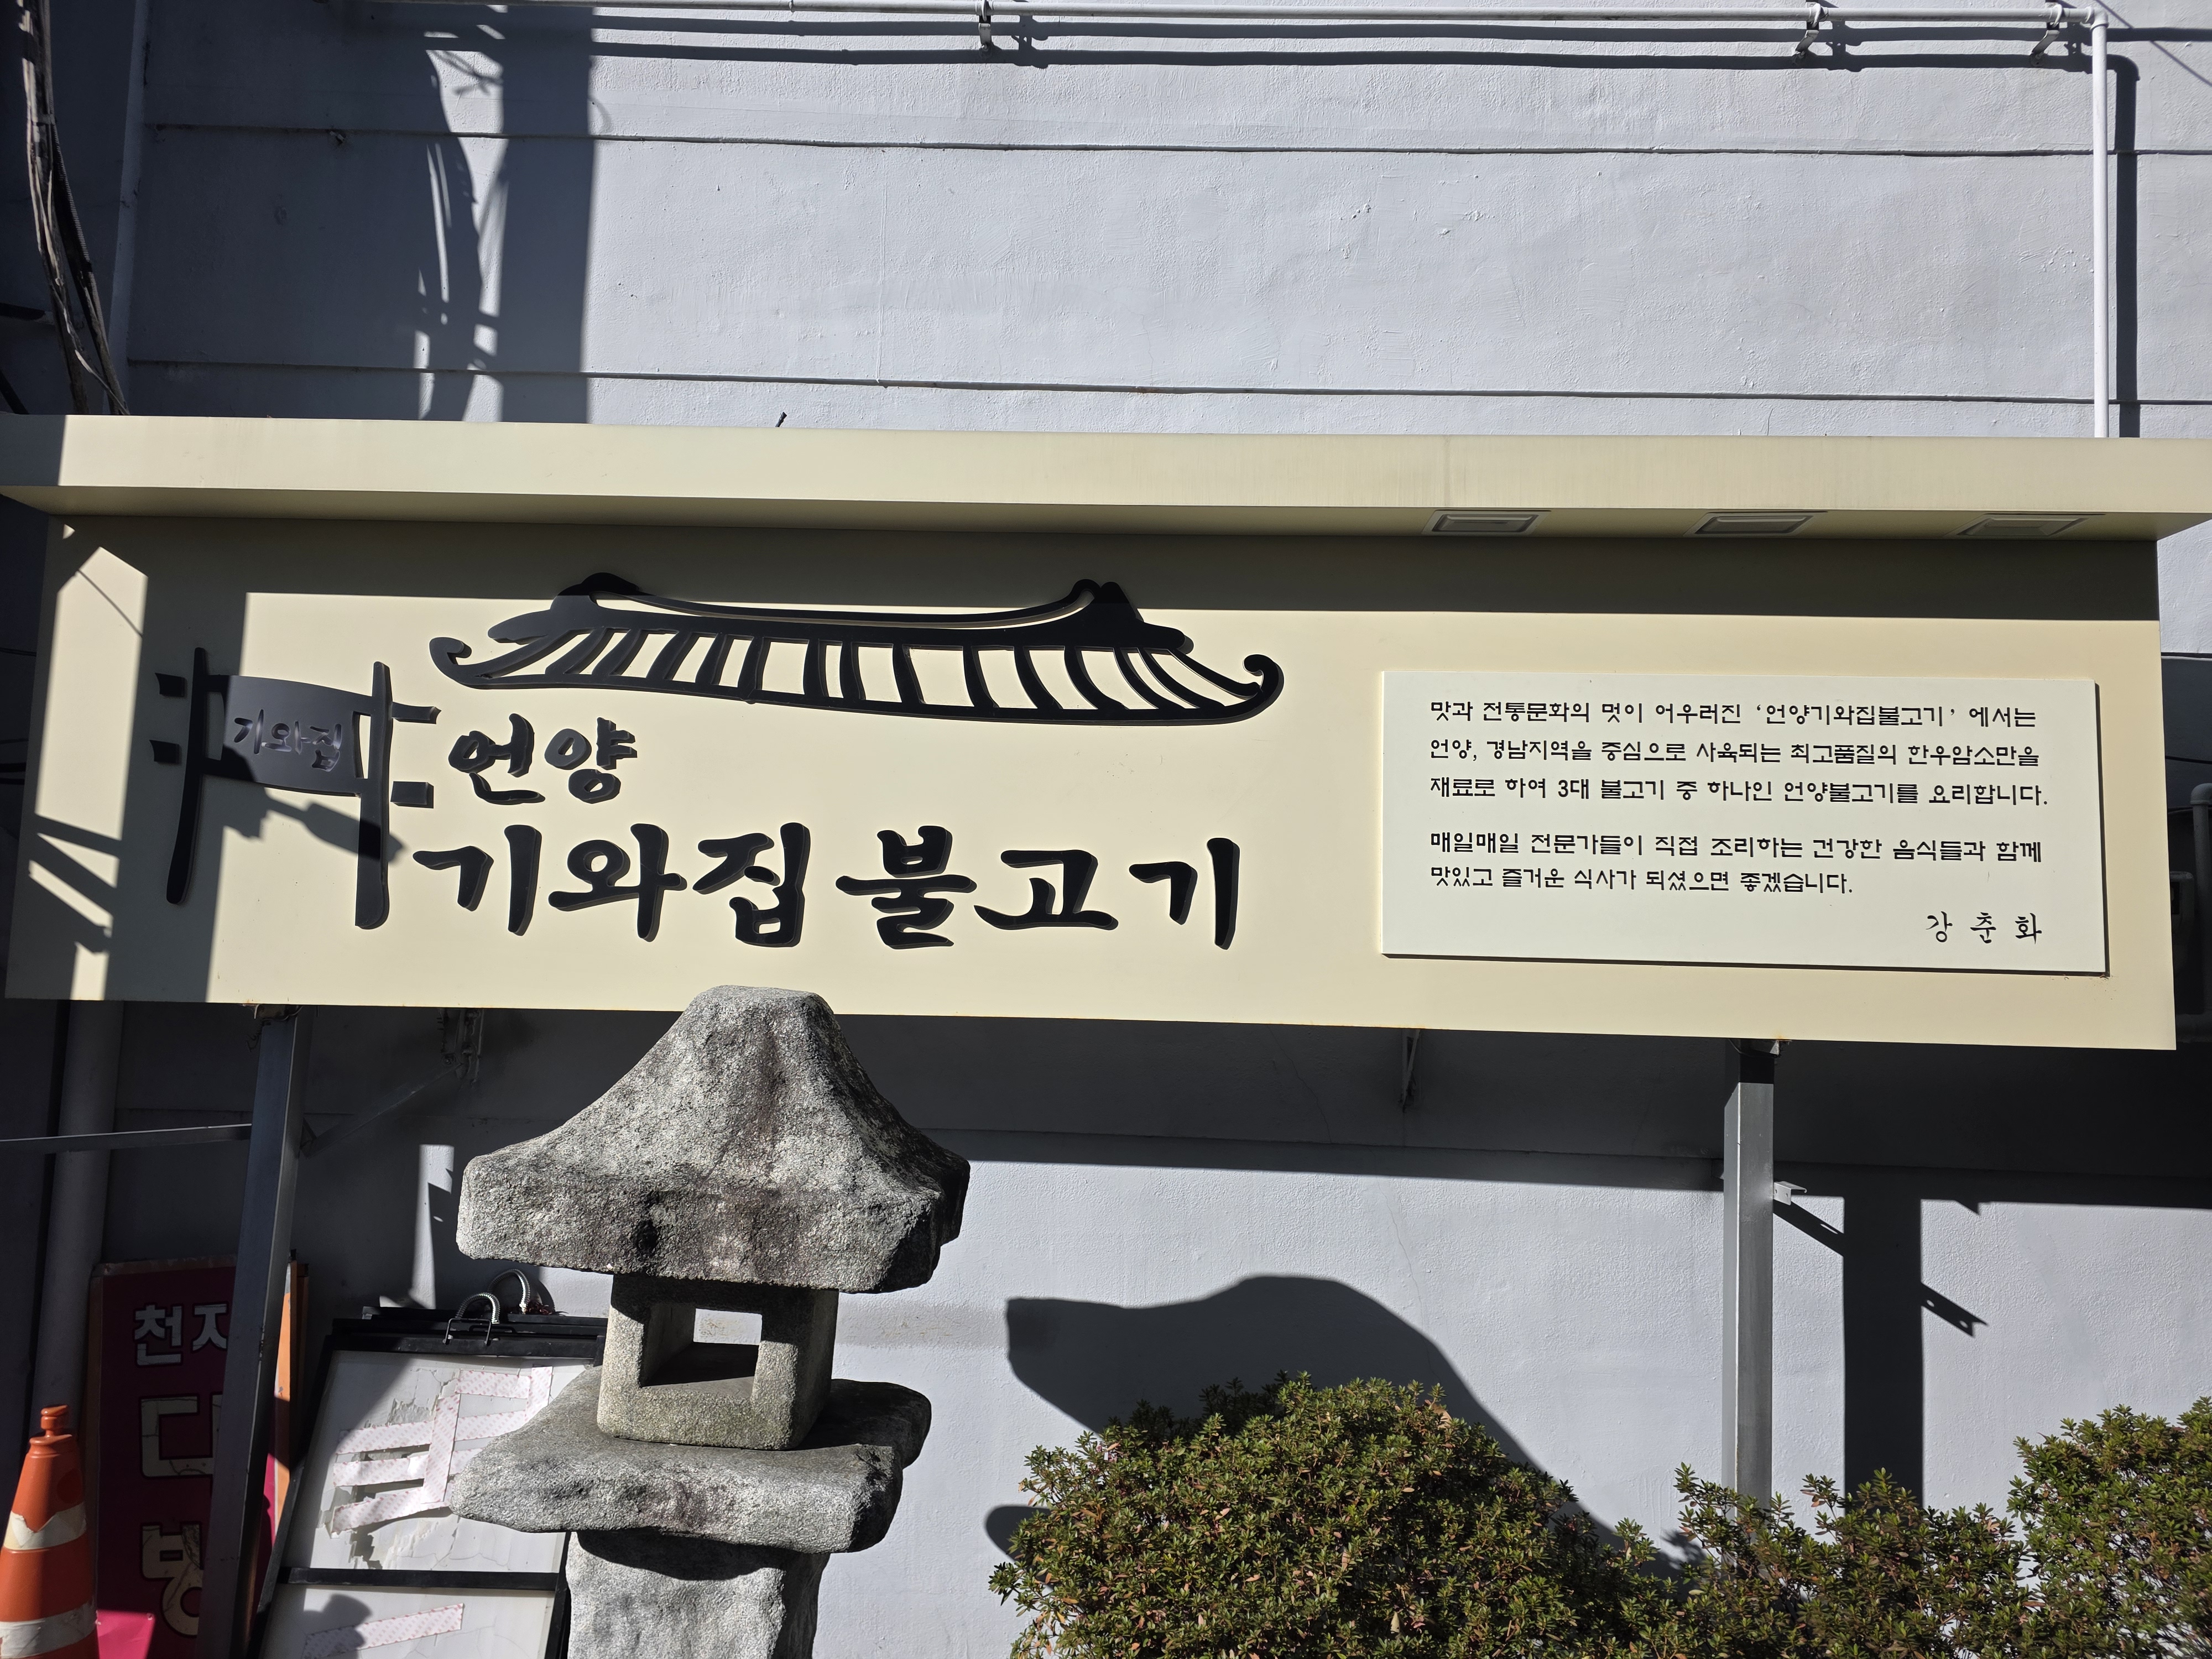 기와집
언양
기와집 불고기
맛과 전통문화의 멋이 어우러진 ‘언양기와집불고기’ 에서는
언양, 경남지역을 중심으로 사육되는 최고품질의 한우암소만을
재료로 하여 3대 불고기 중 하나인 언양불고기를 요리합니다.
매일매일 전문가들이 직접 조리하는 건강한 음식들과 함께
맛있고 즐거운 식사가 되셨으면 좋겠습니다.
강 춘 화